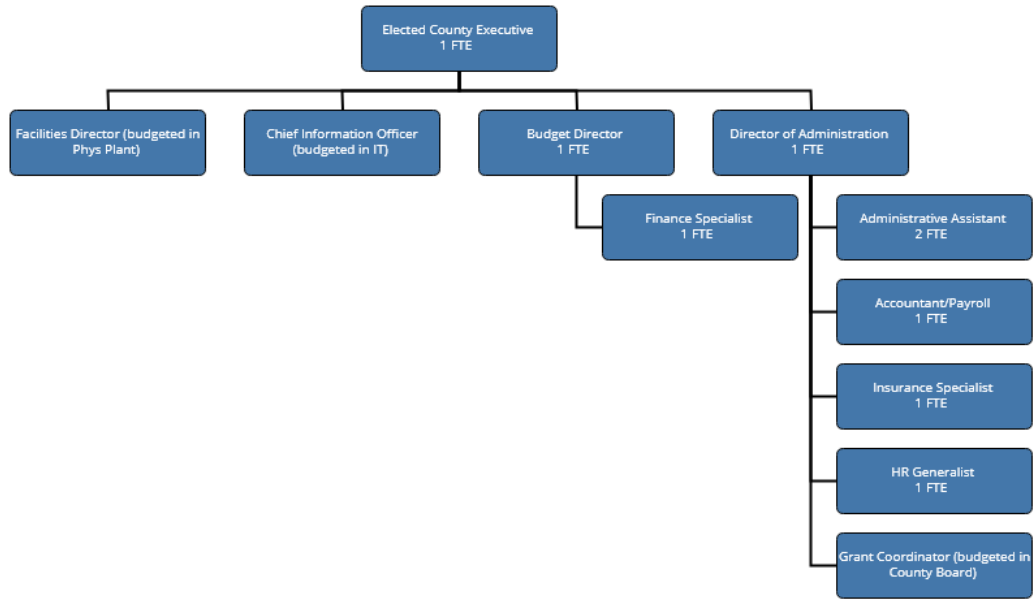 Elected County Executive
1 FTE
Facilities Director (budgeted in
Phys Plant)
Chief Information Officer
(budgeted in IT)
Budget Director
1 FTE
Director of Administration
1 FTE
Finance Specialist
1 FTE
Administrative Assistant
2 FTE
Accountant/Payroll
1 FTE
Insurance Specialist
1 FTE
HR Generalist
1 FTE
Grant Coordinator (budgeted in
County Board)